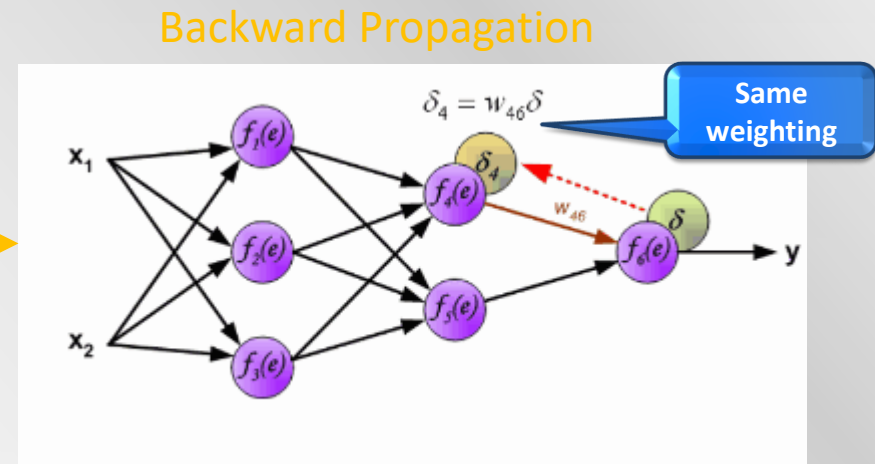 Backward Propagation
δ₄ = w₄₆δ
Same
weighting
x₁
f₁(e)
δ₄
f₄(e)
w₄₆
δ
f₂(e)
f₆(e)
y
f₅(e)
x₂
f₃(e)